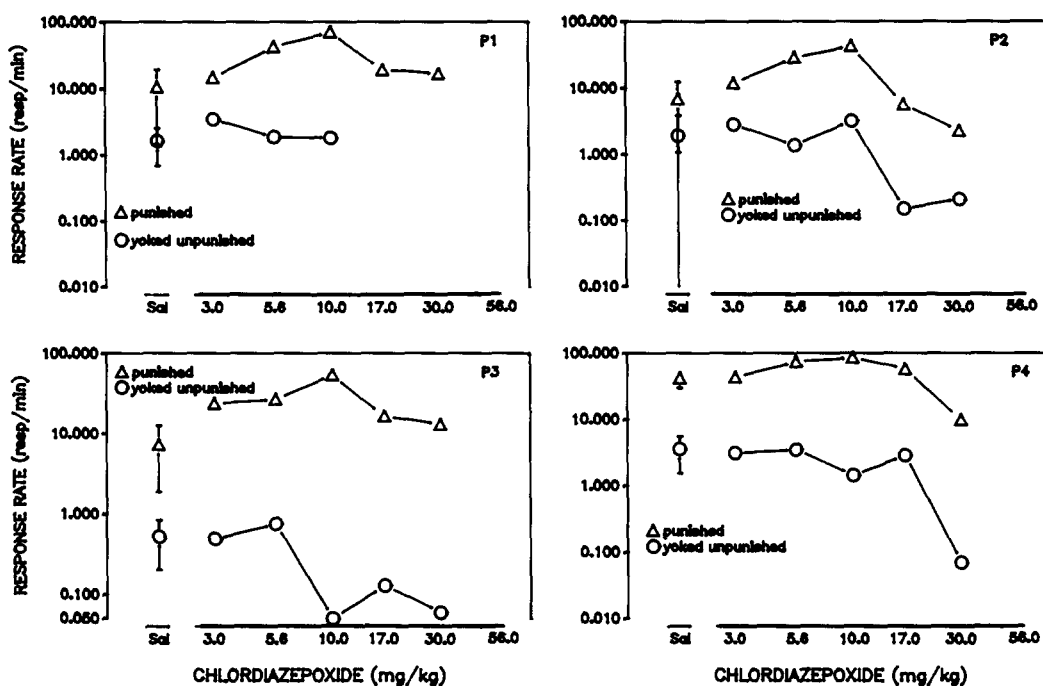 RESPONSE RATE (resp/min)
100.000
10.000
1.000
0.100
0.010
P1
punished
yoked unpunished
Sal 3.0 5.6 10.0 17.0 30.0 56.0
100.000
10.000
1.000
0.100
0.010
P2
punished
yoked unpunished
Sal 3.0 5.6 10.0 17.0 30.0 56.0
RESPONSE RATE (resp/min)
100.000
10.000
1.000
0.100
0.050
P3
punished
yoked unpunished
Sal 3.0 5.6 10.0 17.0 30.0 56.0
CHLORDIAZEPOXIDE (mg/kg)
100.000
10.000
1.000
0.100
0.010
P4
punished
yoked unpunished
Sal 3.0 5.6 10.0 17.0 30.0 56.0
CHLORDIAZEPOXIDE (mg/kg)